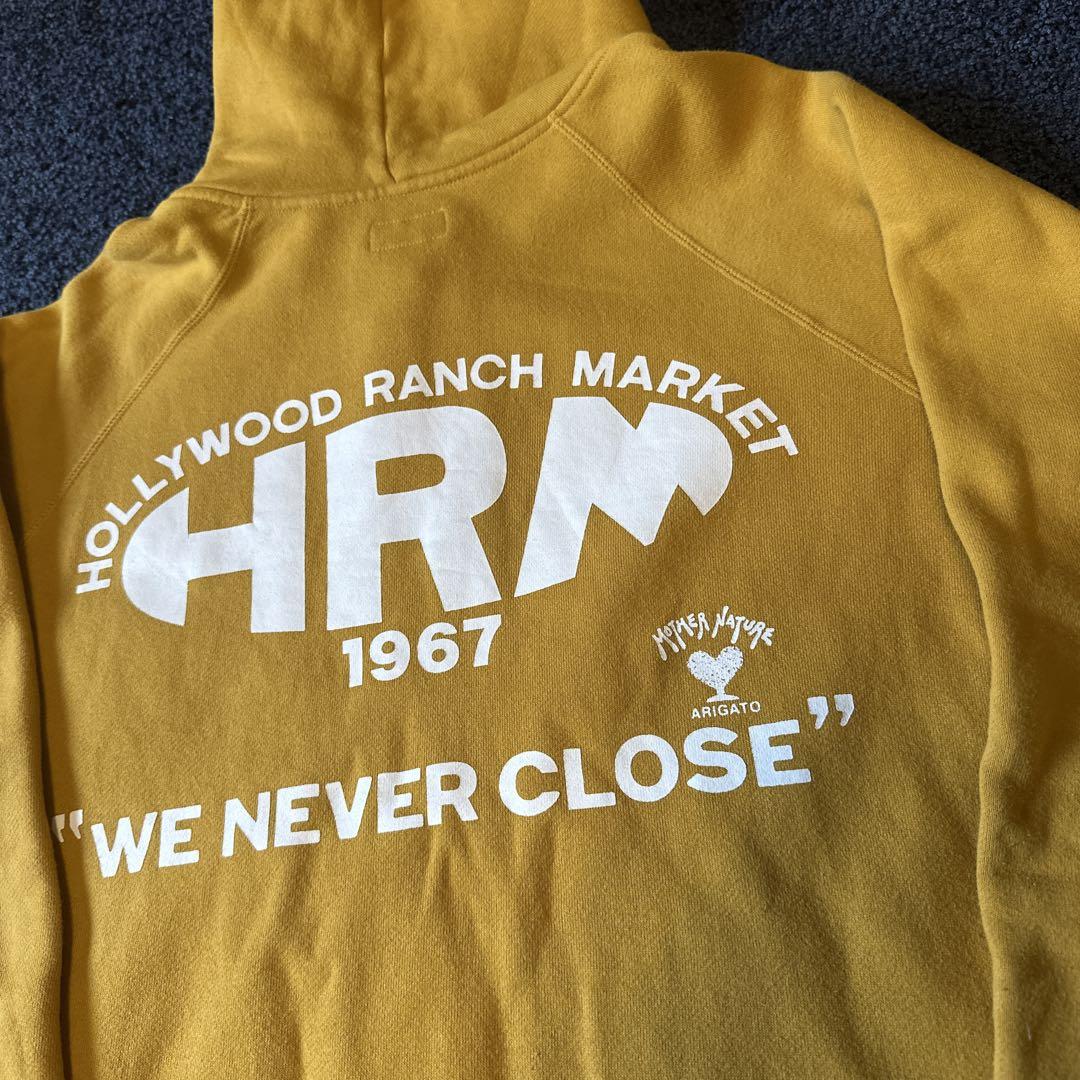 HOLLYWOOD RANCH MARKET
HRM
1967
MOTHER NATURE
ARIGATO
"WE NEVER CLOSE"